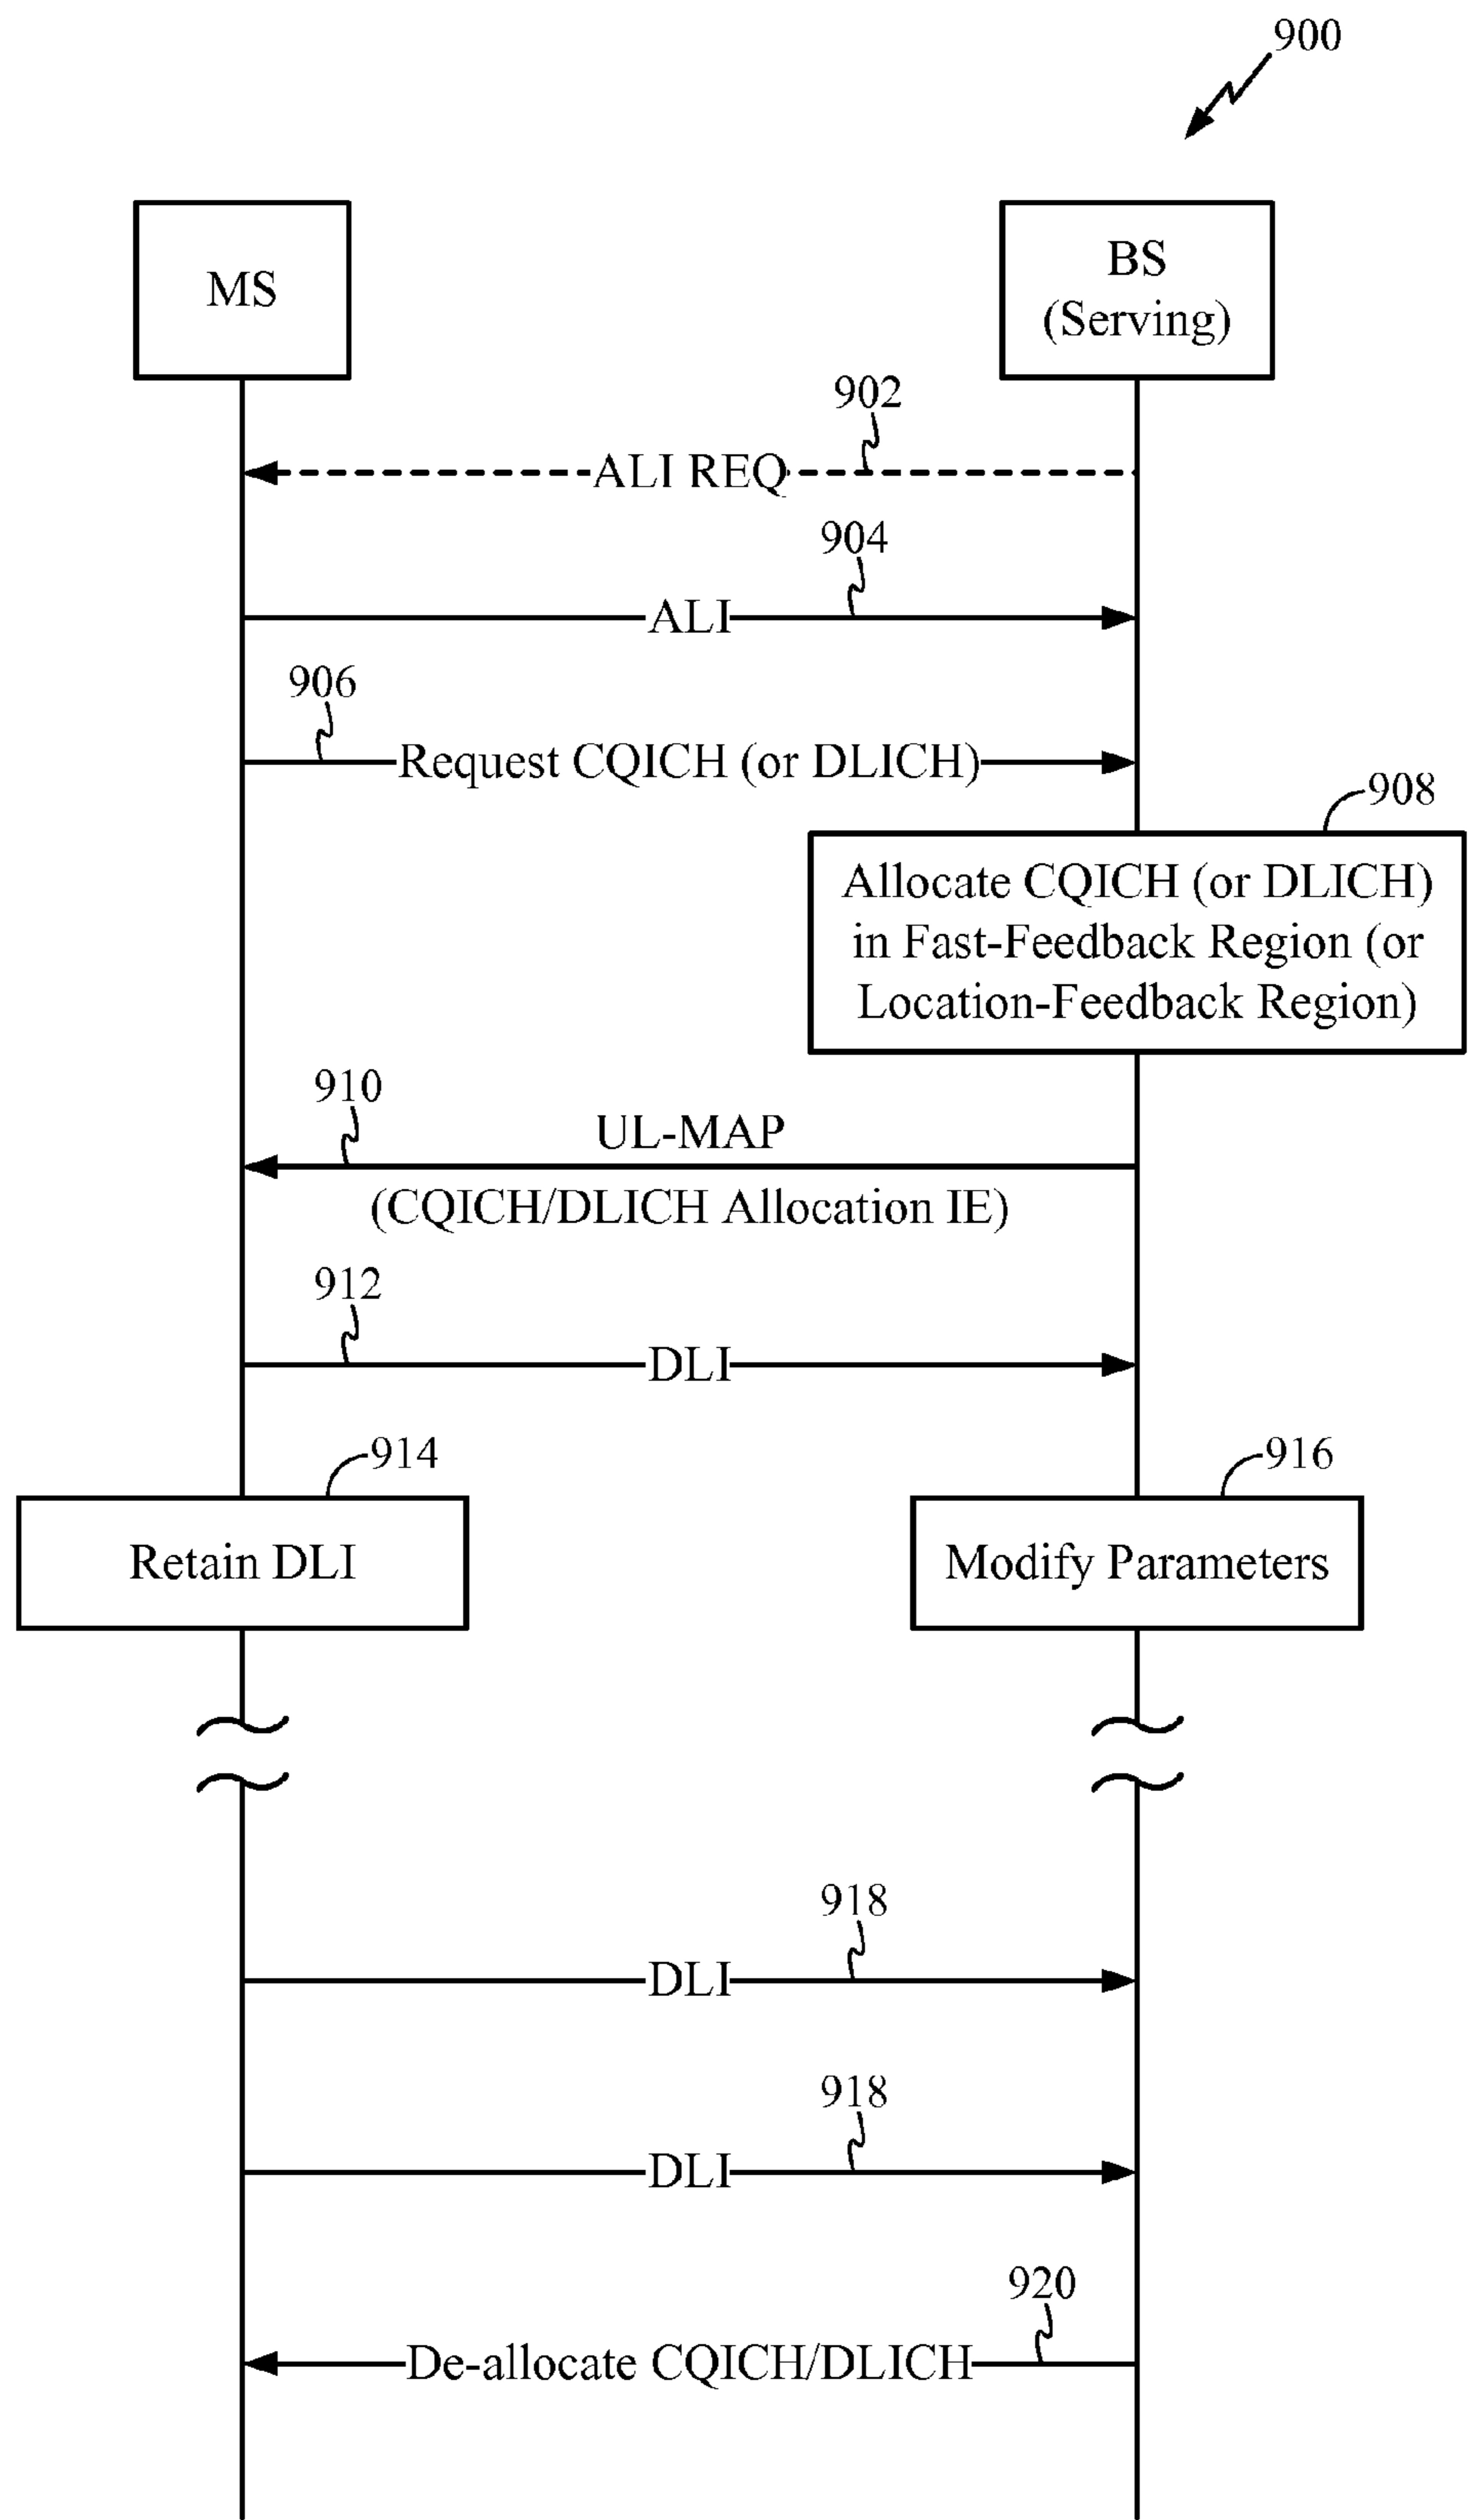 900
MS
BS
(Serving)
902
ALI REQ
904
ALI
906
Request CQICH (or DLICH)
908
Allocate CQICH (or DLICH)
in Fast-Feedback Region (or
Location-Feedback Region)
910
UL-MAP
(CQICH/DLICH Allocation IE)
912
DLI
914
916
Retain DLI
Modify Parameters
918
DLI
918
DLI
920
De-allocate CQICH/DLICH